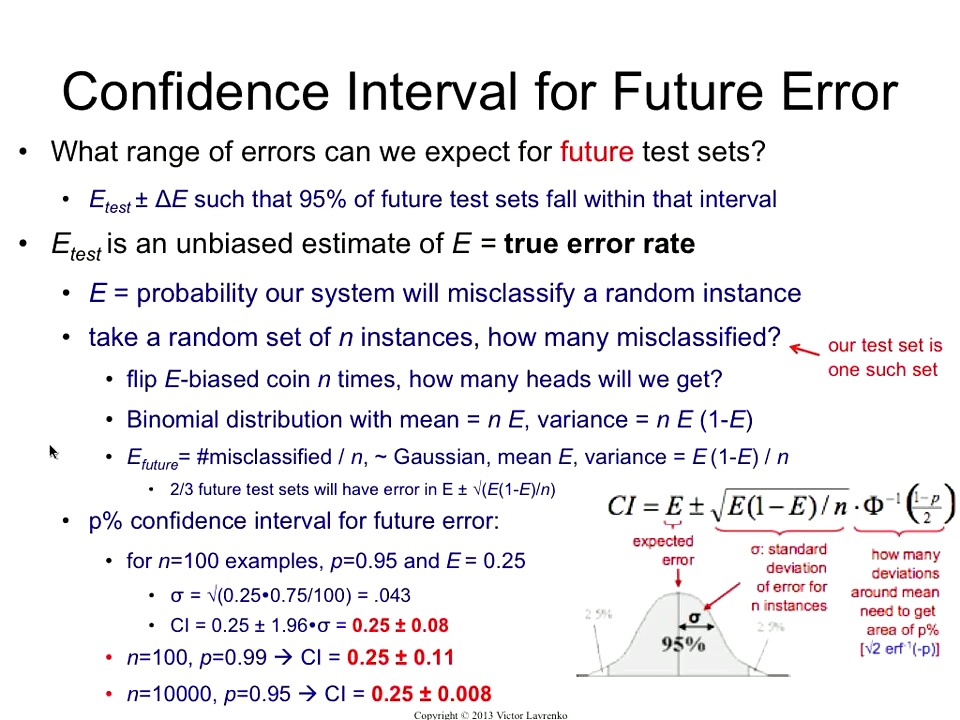 Confidence Interval for Future Error
• What range of errors can we expect for future test sets?
• Etest ± ΔE such that 95% of future test sets fall within that interval
• Etest is an unbiased estimate of E = true error rate
• E = probability our system will misclassify a random instance
• take a random set of n instances, how many misclassified?
our test set is
one such set
• flip E-biased coin n times, how many heads will we get?
• Binomial distribution with mean = n E, variance = n E (1-E)
• Efuture= #misclassified / n, ~ Gaussian, mean E, variance = E (1-E) / n
• 2/3 future test sets will have error in E ± √(E(1-E)/n)
• p% confidence interval for future error:
• for n=100 examples, p=0.95 and E = 0.25
• σ = √(0.25•0.75/100) = .043
• CI = 0.25 ± 1.96•σ = 0.25 ± 0.08
• n=100, p=0.99 → CI = 0.25 ± 0.11
• n=10000, p=0.95 → CI = 0.25 ± 0.008
CI = E ± √E(1−E)/n · Φ⁻¹((1−p)/2)
expected
error
σ: standard
deviation
of error for
n instances
how many
deviations
around mean
need to get
area of p%
[√2 erf⁻¹(-p)]
2.5%
σ
95%
2.5%
Copyright © 2013 Victor Lavrenko